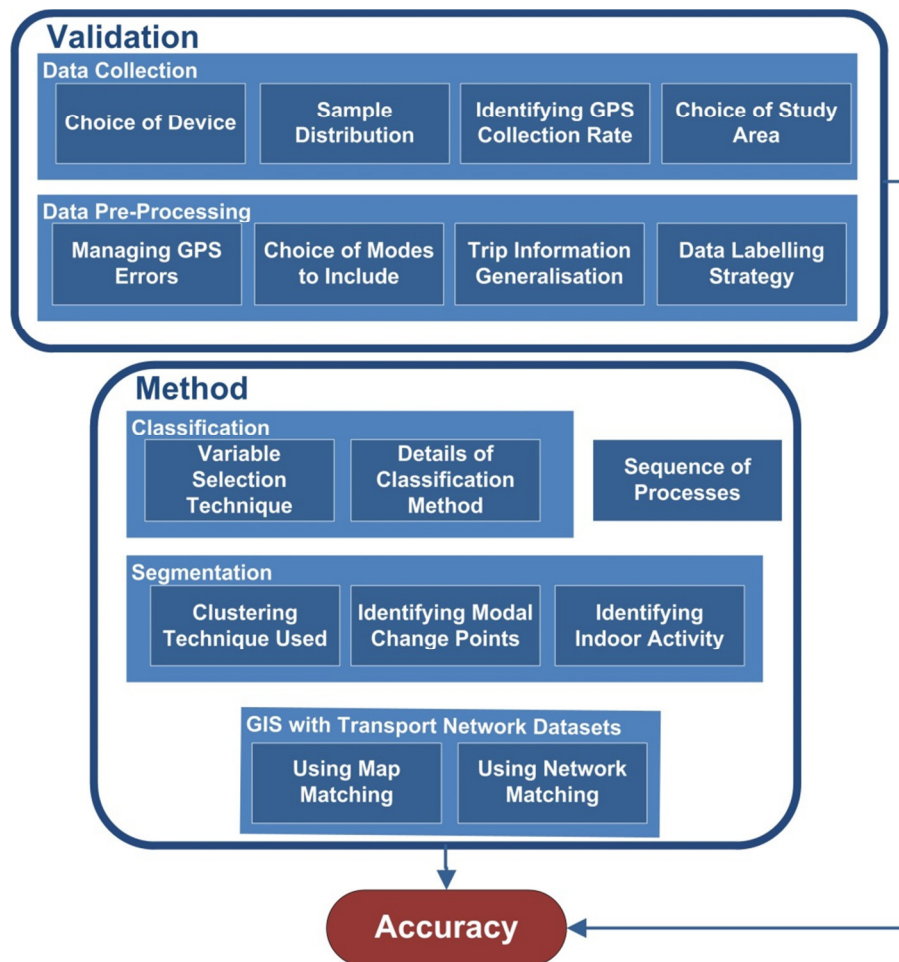 Validation
Data Collection
Choice of Device
Sample
Distribution
Identifying GPS
Collection Rate
Choice of Study
Area
Data Pre-Processing
Managing GPS
Errors
Choice of Modes
to Include
Trip Information
Generalisation
Data Labelling
Strategy
Method
Classification
Variable
Selection
Technique
Details of
Classification
Method
Sequence of
Processes
Segmentation
Clustering
Technique Used
Identifying Modal
Change Points
Identifying
Indoor Activity
GIS with Transport Network Datasets
Using Map
Matching
Using Network
Matching
Accuracy